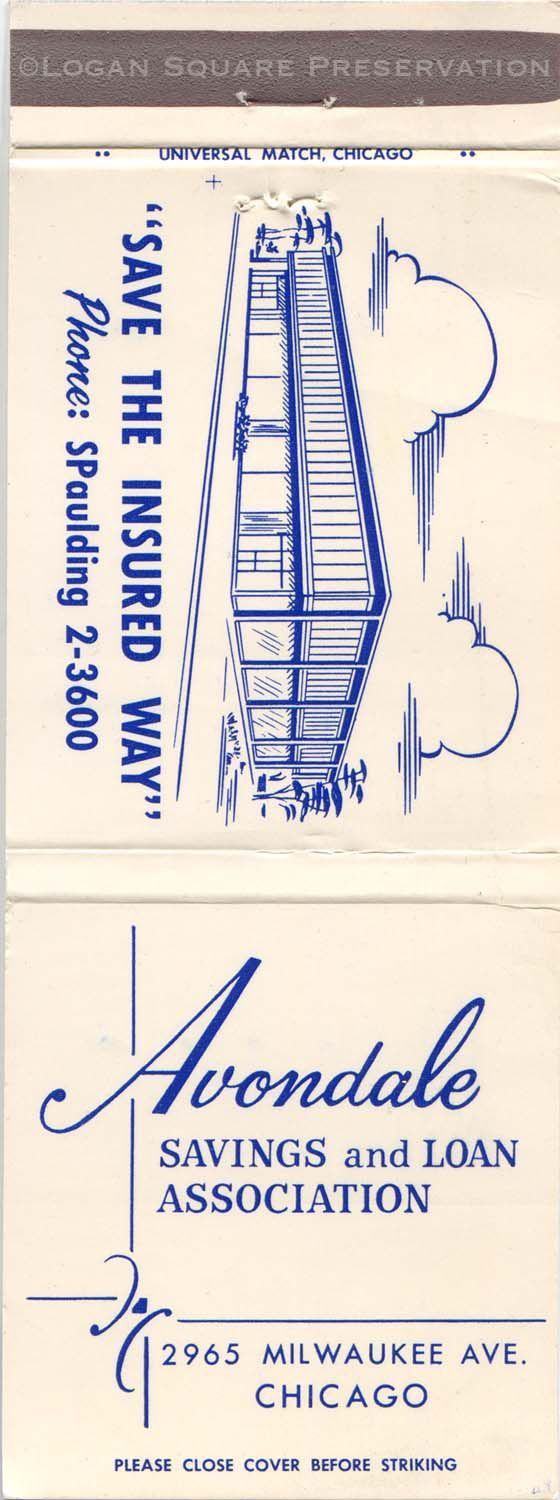 ©LOGAN SQUARE PRESERVATION
UNIVERSAL MATCH, CHICAGO
"SAVE THE INSURED WAY"
Phone: SPaulding 2-3600
Avondale
SAVINGS and LOAN
ASSOCIATION
2965 MILWAUKEE AVE.
CHICAGO
PLEASE CLOSE COVER BEFORE STRIKING